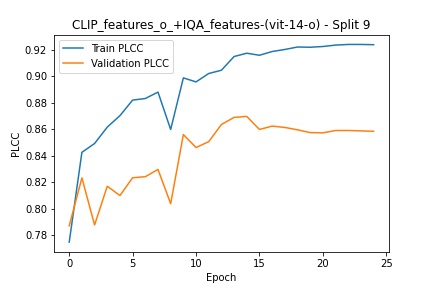 CLIP_features_o_+IQA_features-(vit-14-o) - Split 9
Train PLCC
Validation PLCC
0.92
0.90
0.88
0.86
0.84
0.82
0.80
0.78
PLCC
0 5 10 15 20 25
Epoch